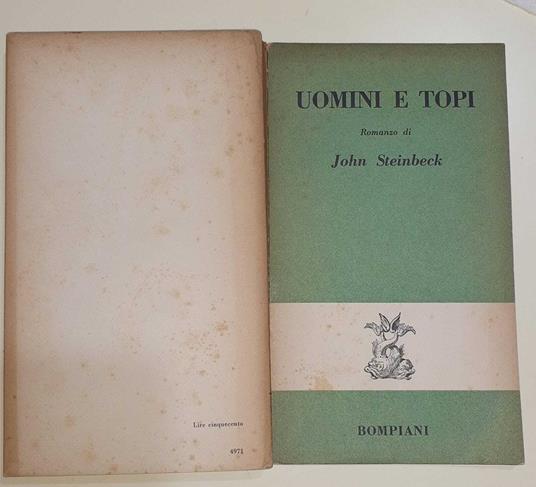 Lire cinquecento
4971
UOMINI E TOPI
Romanzo di
John Steinbeck
BOMPIANI